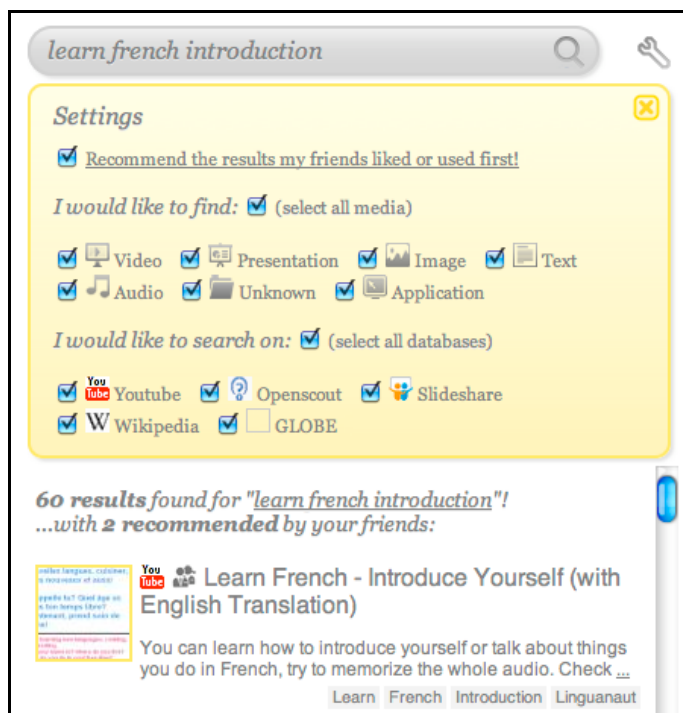 learn french introduction
Settings
Recommend the results my friends liked or used first!
I would like to find: (select all media)
Video Presentation Image Text
Audio Unknown Application
I would like to search on: (select all databases)
You Tube Youtube Openscout Slideshare
W Wikipedia GLOBE
60 results found for "learn french introduction"!
...with 2 recommended by your friends:
You Tube Learn French - Introduce Yourself (with
English Translation)
You can learn how to introduce yourself or talk about things
you do in French, try to memorize the whole audio. Check ...
Learn French Introduction Linguanaut